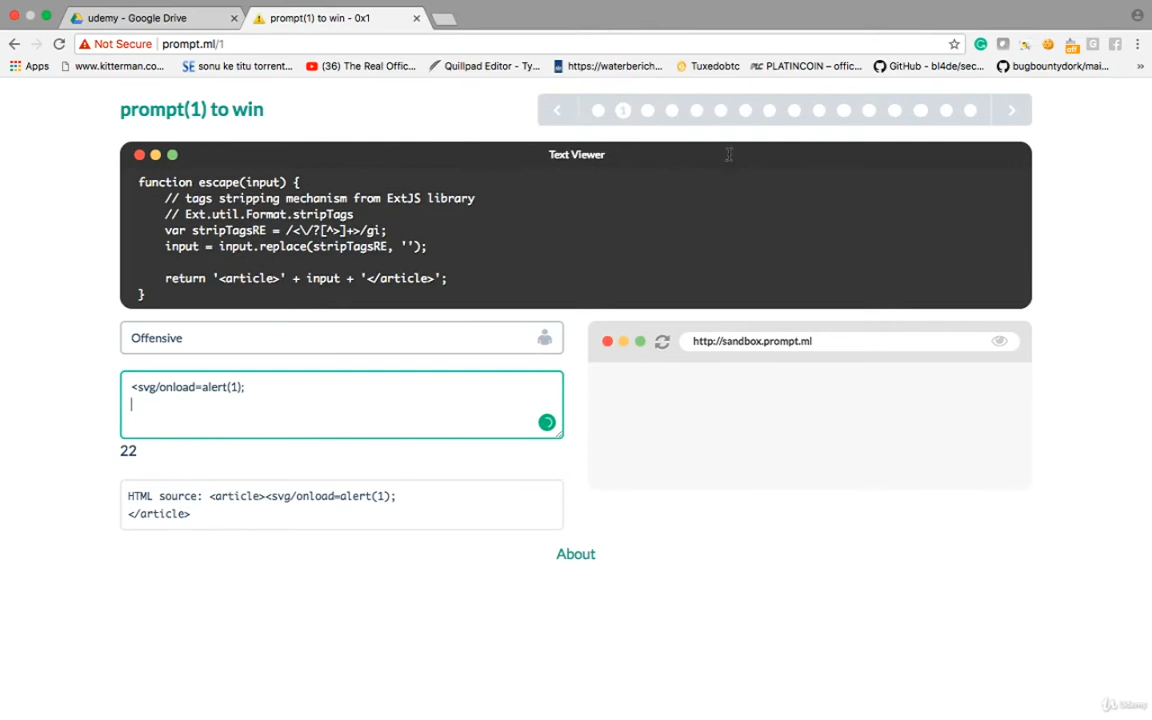 udemy - Google Drive
prompt(1) to win - 0x1
Not Secure prompt.ml/1
Apps www.kitterman.co... sonu ke titu torrent... (36) The Real Offic... Quillpad Editor - Ty... https://waterberich... Tuxedobtc PLATINCOIN – offic... GitHub - bl4de/sec... bugbountydork/mai... »
prompt(1) to win
1
Text Viewer
function escape(input) {
// tags stripping mechanism from ExtJS library
// Ext.util.Format.stripTags
var stripTagsRE = /<\/?[^>]+>/gi;
input = input.replace(stripTagsRE, '');
return '<article>' + input + '</article>';
}
Offensive
http://sandbox.prompt.ml
<svg/onload=alert(1);
22
HTML source: <article><svg/onload=alert(1);
</article>
About
Udemy